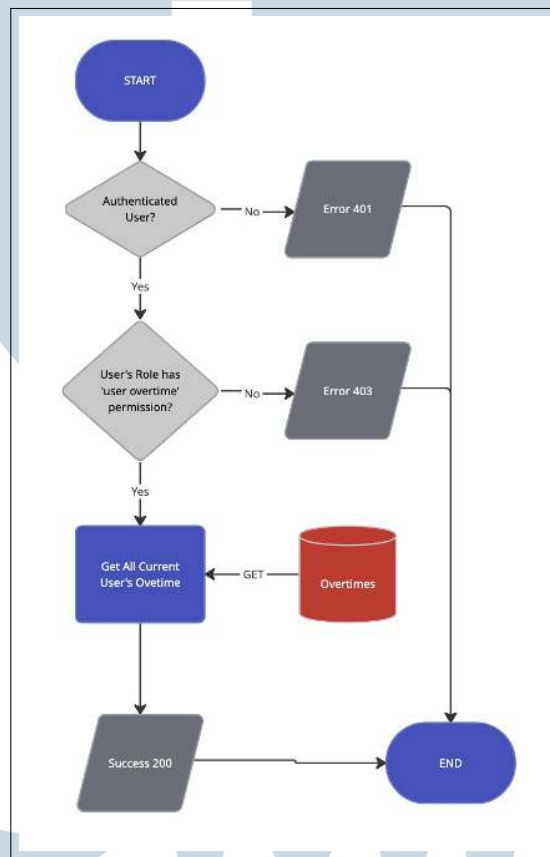 START
Authenticated
User?
No
Error 401
Yes
User's Role has
'user overtime'
permission?
No
Error 403
Yes
Get All Current
User's Ovetime
GET
Overtimes
Success 200
END